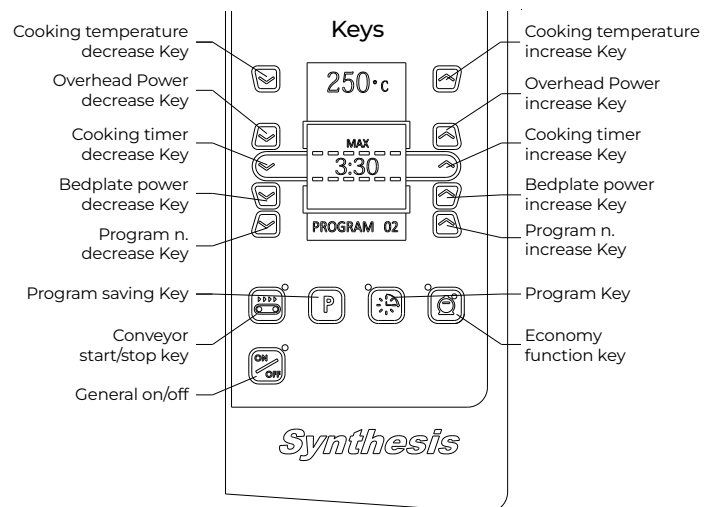 Keys
Cooking temperature
decrease Key
Overhead Power
decrease Key
Cooking timer
decrease Key
Bedplate power
decrease Key
Program n.
decrease Key
Program saving Key
Conveyor
start/stop key
General on/off
250°c
MAX
3:30
PROGRAM 02
P
ON
OFF
Cooking temperature
increase Key
Overhead Power
increase Key
Cooking timer
increase Key
Bedplate power
increase Key
Program n.
increase Key
Program Key
Economy
function key
Synthesis